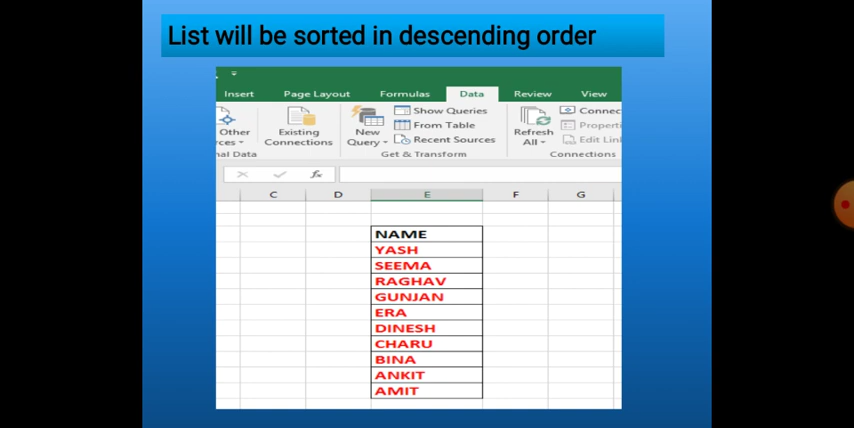 List will be sorted in descending order
Insert Page Layout Formulas Data Review View
Other Existing New Show Queries Refresh
Connections Query From Table All
Recent Sources
Get & Transform Connections
fx
C D E F G
NAME
YASH
SEEMA
RAGHAV
GUNJAN
ERA
DINESH
CHARU
BINA
ANKIT
AMIT